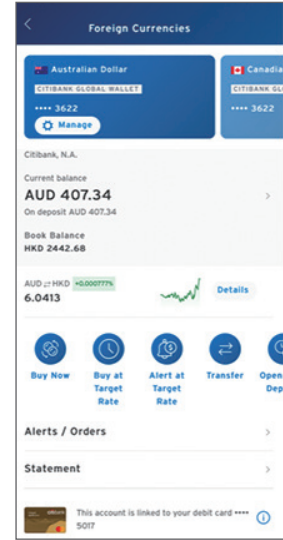 Foreign Currencies
Australian Dollar
CITIBANK GLOBAL WALLET
•••• 3622
Manage
Canadia
CITIBANK GLO
•••• 3622
Citibank, N.A.
Current balance
AUD 407.34
On deposit AUD 407.34
Book Balance
HKD 2442.68
AUD ⇌ HKD +0.000777%
6.0413
Details
Buy Now
Buy at Target Rate
Alert at Target Rate
Transfer
Open
Dep
Alerts / Orders
Statement
This account is linked to your debit card ••••
5017